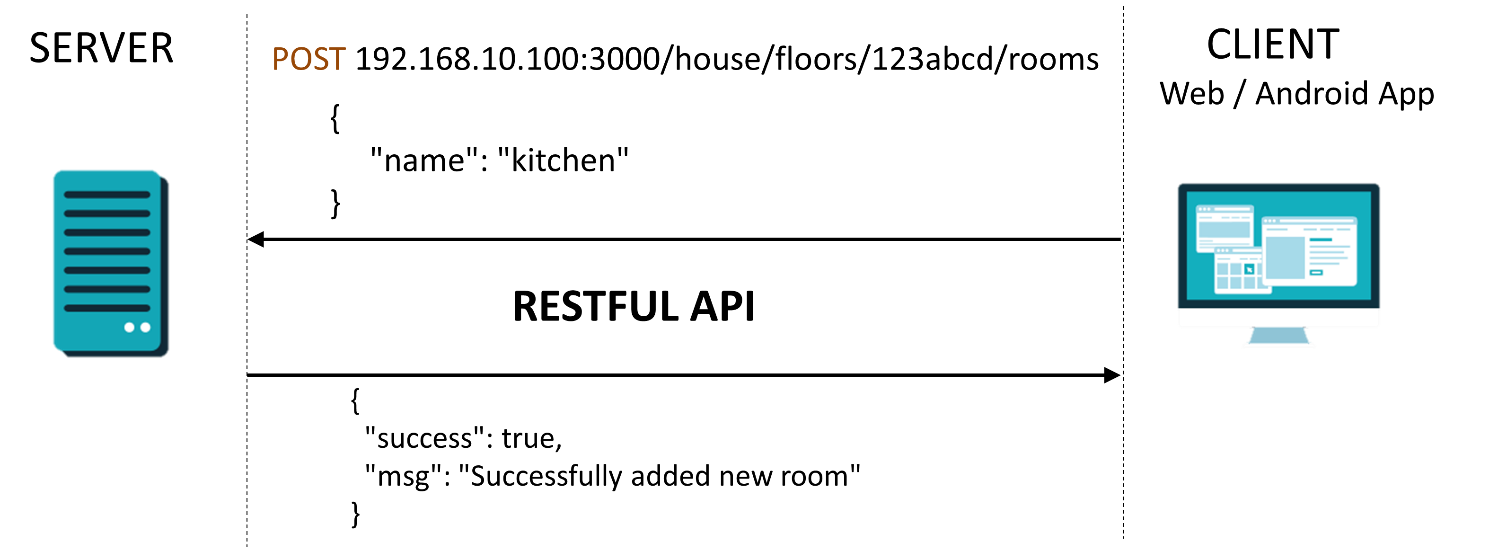 SERVER
POST 192.168.10.100:3000/house/floors/123abcd/rooms
CLIENT
Web / Android App
{
"name": "kitchen"
}
RESTFUL API
{
"success": true,
"msg": "Successfully added new room"
}